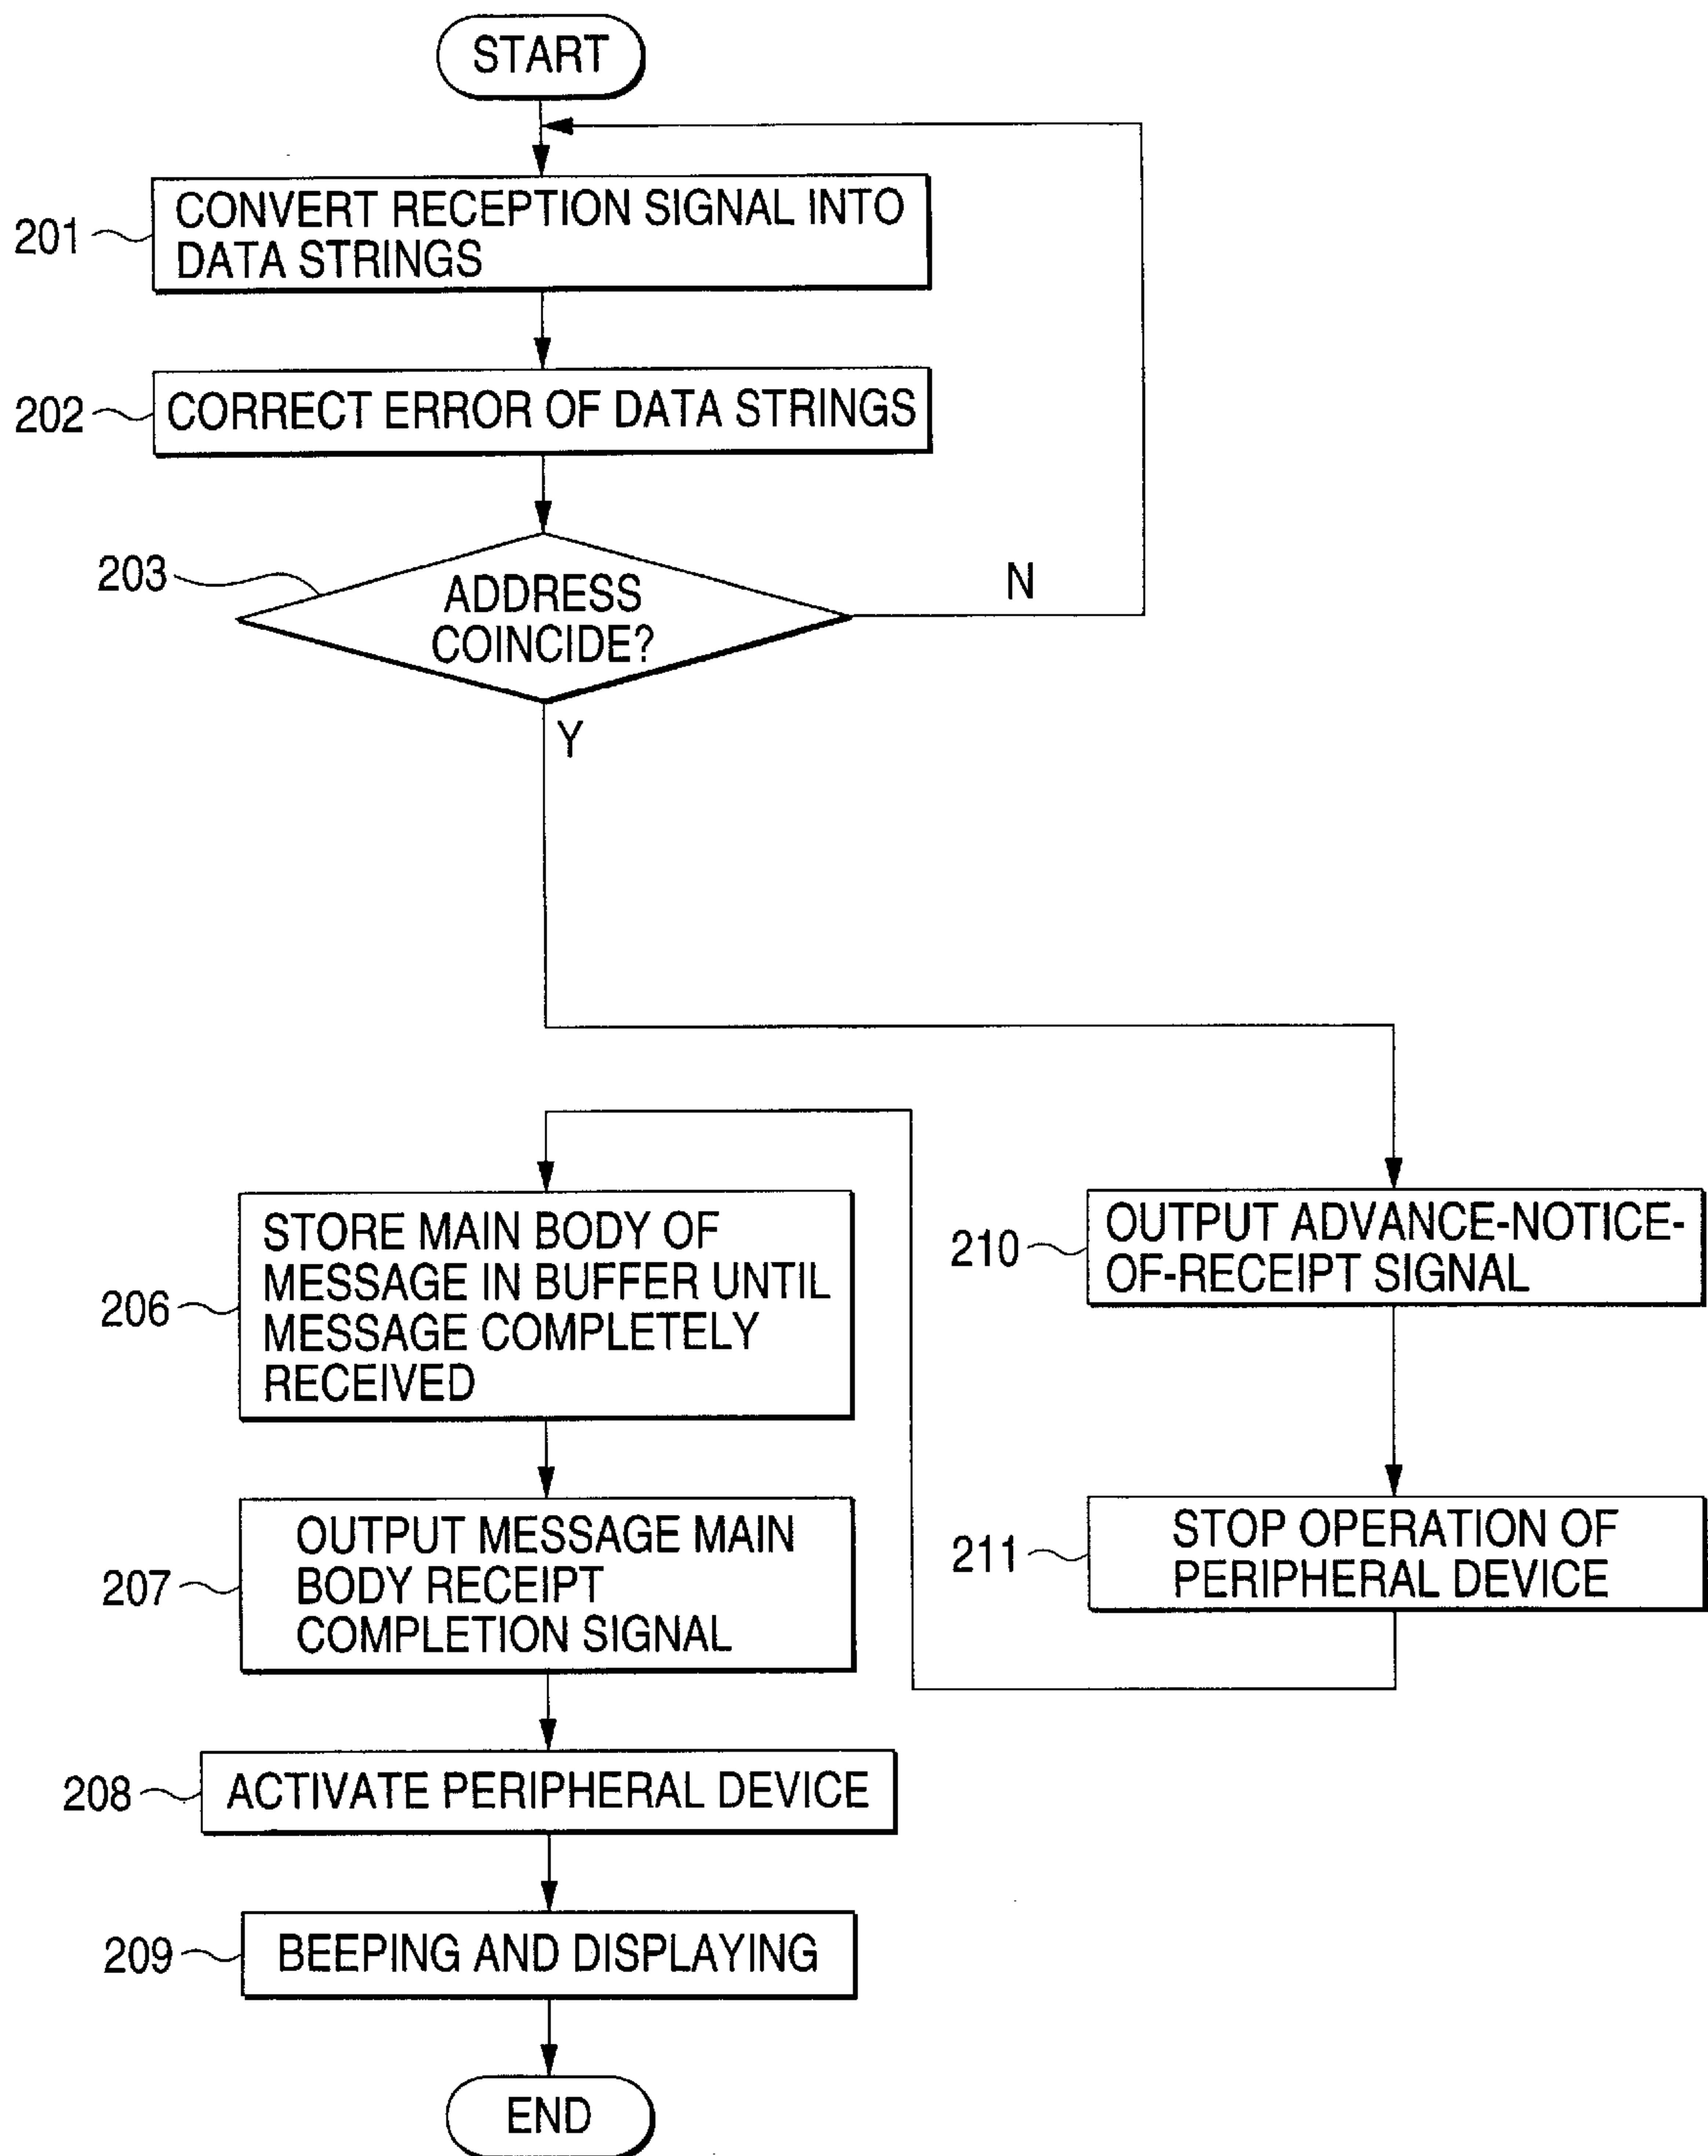 START
201
CONVERT RECEPTION SIGNAL INTO
DATA STRINGS
202
CORRECT ERROR OF DATA STRINGS
203
ADDRESS
COINCIDE?
N
Y
210
OUTPUT ADVANCE-NOTICE-
OF-RECEIPT SIGNAL
211
STOP OPERATION OF
PERIPHERAL DEVICE
206
STORE MAIN BODY OF
MESSAGE IN BUFFER UNTIL
MESSAGE COMPLETELY
RECEIVED
207
OUTPUT MESSAGE MAIN
BODY RECEIPT
COMPLETION SIGNAL
208
ACTIVATE PERIPHERAL DEVICE
209
BEEPING AND DISPLAYING
END